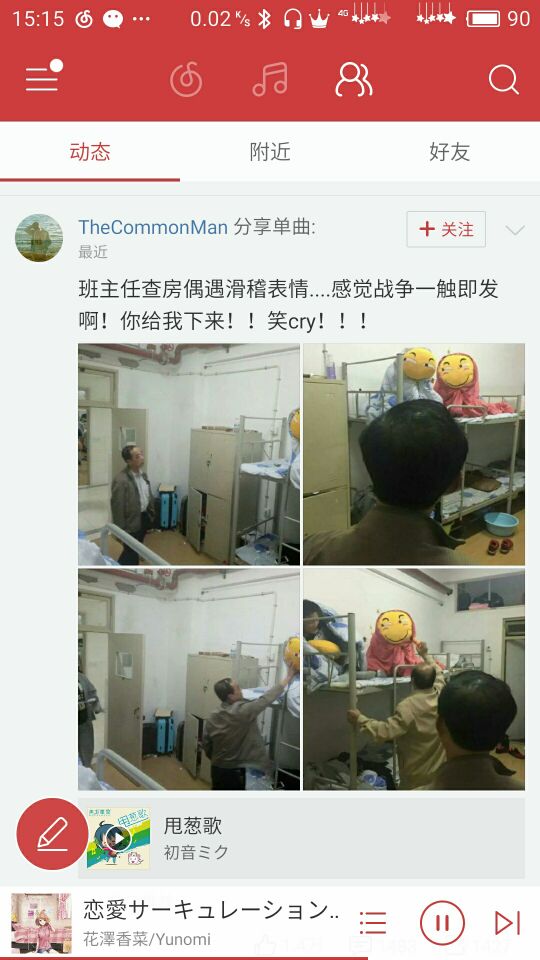 15:15 ... 0.02 K/s 4G 90
动态 附近 好友
TheCommonMan 分享单曲:
+ 关注
最近
班主任查房偶遇滑稽表情....感觉战争一触即发
啊！你给我下来！！笑cry！！！
甩葱歌
初音ミク
恋愛サーキュレーション..
花澤香菜/Yunomi